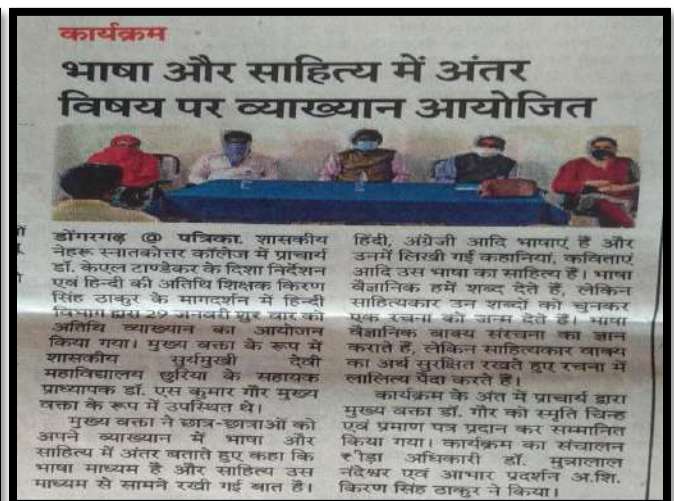 कार्यक्रम
भाषा और साहित्य में अंतर
विषय पर व्याख्यान आयोजित
डोंगरगढ़ @ पत्रिका. शासकीय
नेहरू स्नातकोत्तर कॉलेज में प्राचार्य
डॉ. केएल टाण्डेकर के दिशा निर्देशन
एवं हिन्दी की अतिथि शिक्षक किरण
सिंह ठाकुर के मागदर्शन में हिन्दी
विभाग द्वारा 29 जनवरी शुक्रवार को
अतिथि व्याख्यान का आयोजन
किया गया। मुख्य वक्ता के रूप में
शासकीय सूर्यमुखी देवी
महाविद्यालय छुरिया के सहायक
प्राध्यापक डॉ. एस कुमार गौर मुख्य
वक्ता के रूप में उपस्थित थे।
मुख्य वक्ता ने छात्र-छात्राओं को
अपने व्याख्यान में भाषा और
साहित्य में अंतर बताते हुए कहा कि
भाषा माध्यम है और साहित्य उस
माध्यम से सामने रखी गई बात है।
हिंदी, अंग्रेजी आदि भाषाएं है और
उनमें लिखी गई कहानियां, कविताएं
आदि उस भाषा का साहित्य है। भाषा
वैज्ञानिक हमें शब्द देते हैं, लेकिन
साहित्यकार उन शब्दों को चुनकर
एक रचना को जन्म देते हैं। भाषा
वैज्ञानिक वाक्य संरचना का ज्ञान
कराते हैं, लेकिन साहित्यकार वाक्य
का अर्थ सुरक्षित रखते हुए रचना में
लालित्य पैदा करते हैं।
कार्यक्रम के अंत में प्राचार्य द्वारा
मुख्य वक्ता डॉ. गौर को स्मृति चिन्ह
एवं प्रमाण पत्र प्रदान कर सम्मानित
किया गया। कार्यक्रम का संचालन
अधिकारी डॉ. मुन्नालाल
नंदेश्वर एवं आभार प्रदर्शन अ.शि.
किरण सिंह ठाकुर ने किया।